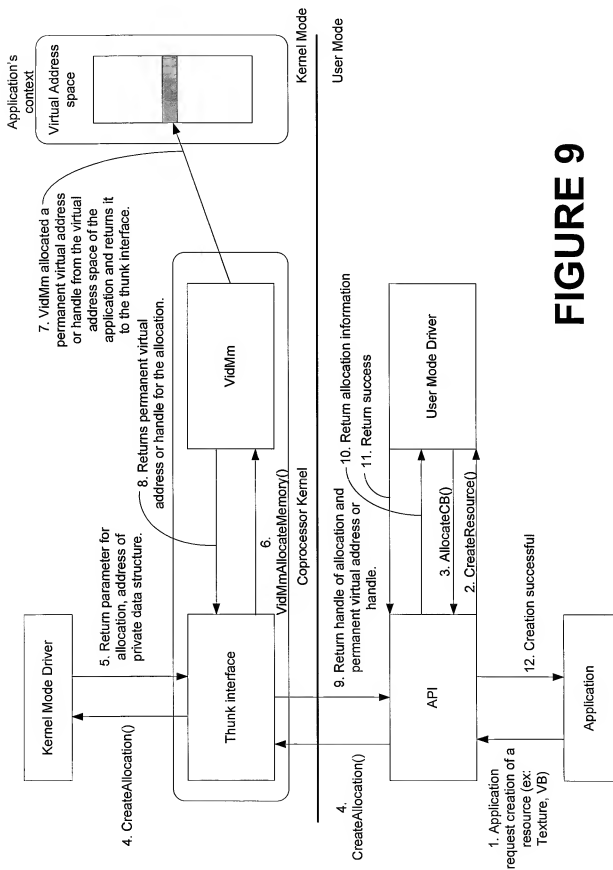 Application's
context
Virtual Address
space
Kernel Mode
User Mode
7. VidMm allocated a
permanent virtual address
or handle from the virtual
address space of the
application and returns it
to the thunk interface.
Kernel Mode Driver
4. CreateAllocation()
5. Return parameter for
allocation, address of
private data structure.
8. Returns permanent virtual
address or handle for the allocation.
Thunk interface
VidMm
6.
VidMmAllocateMemory()
Coprocessor Kernel
4.
CreateAllocation()
9. Return handle of allocation and
permanent virtual address or
handle.
10. Return allocation information
11. Return success
API
User Mode Driver
3. AllocateCB()
2. CreateResource()
1. Application
request creation of a
resource (ex:
Texture, VB)
12. Creation successful
Application
FIGURE 9